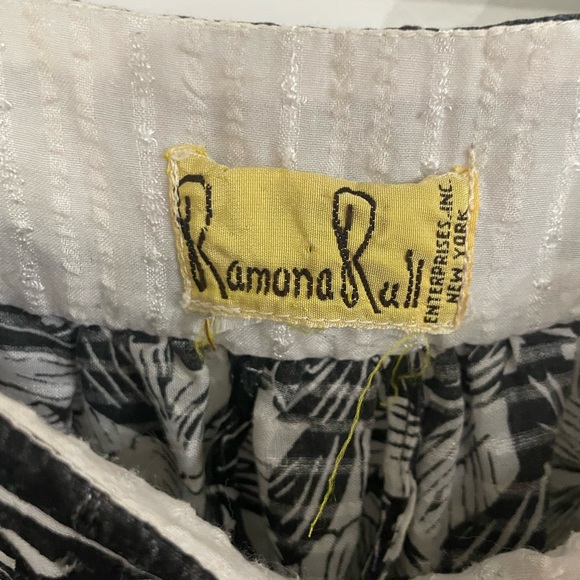 Ramona Rull
ENTERPRISES, INC.
NEW YORK